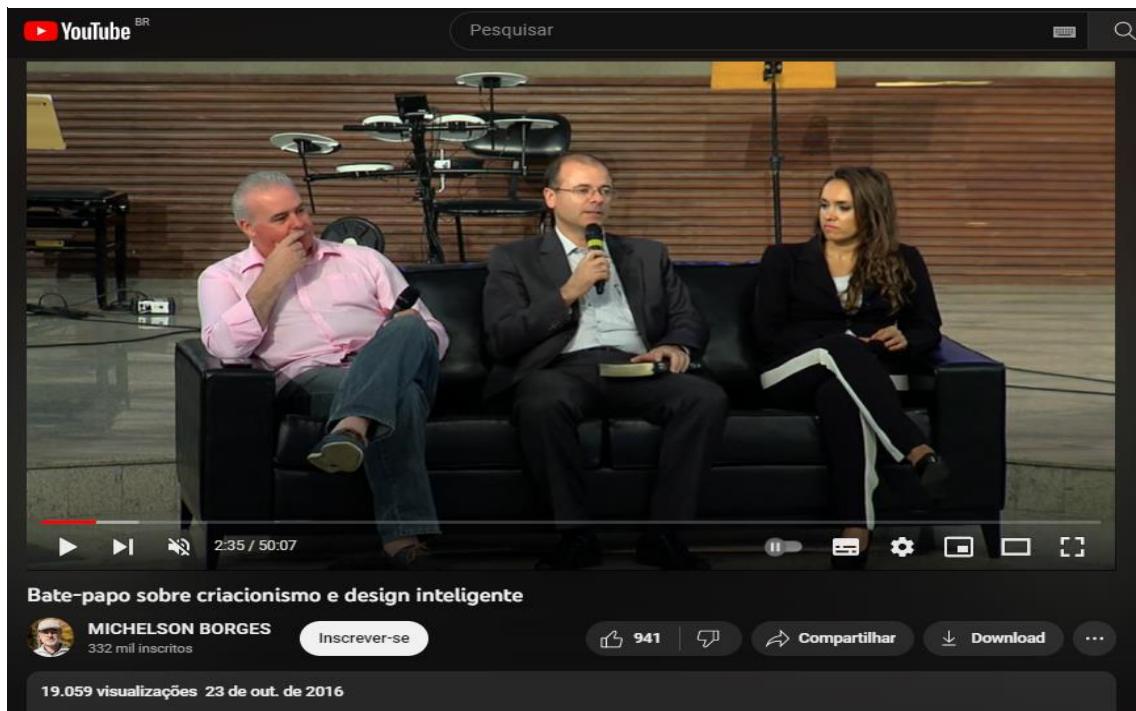 YouTube BR
Pesquisar
2:35 / 50:07
Bate-papo sobre criacionismo e design inteligente
MICHELSON BORGES
332 mil inscritos
Inscrever-se
941
Compartilhar
Download
19.059 visualizações 23 de out. de 2016